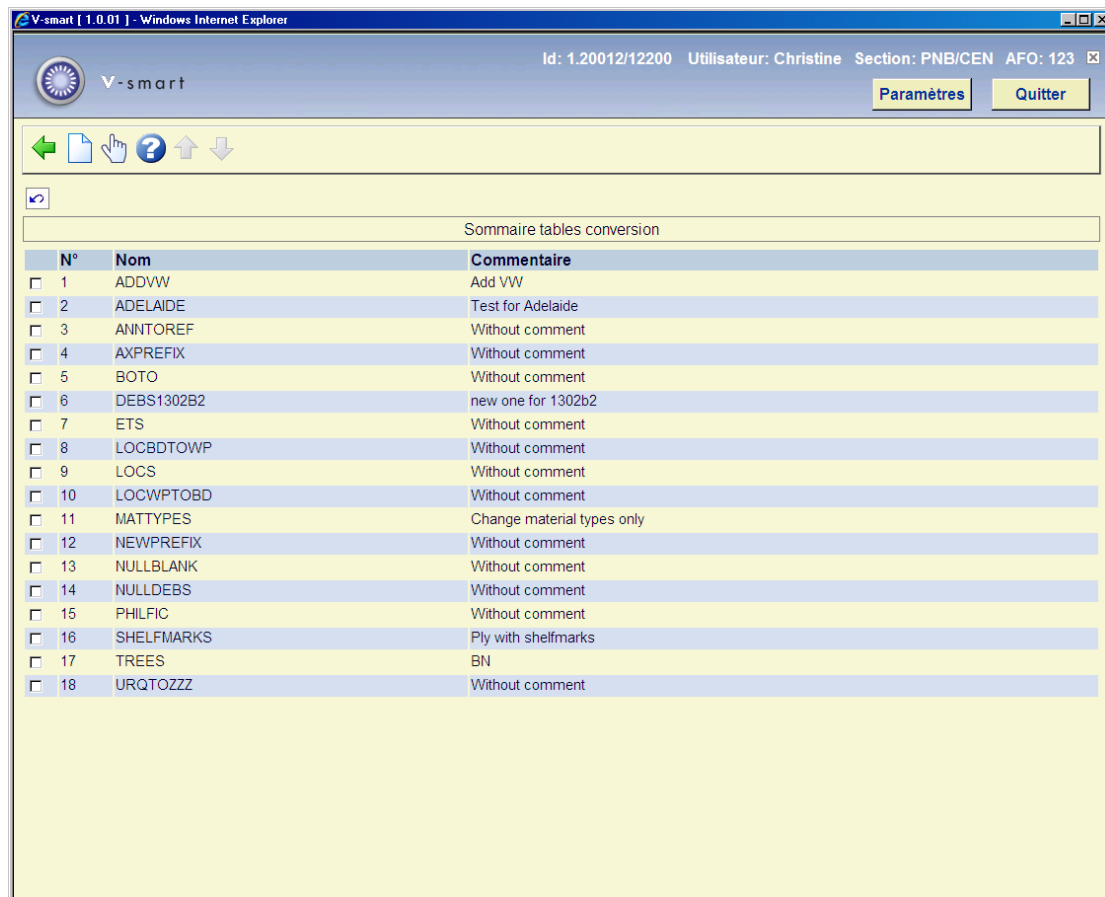 V-smart [ 1.0.01 ] - Windows Internet Explorer
Id: 1.20012/12200 Utilisateur: Christine Section: PNB/CEN AFO: 123
V-smart
Paramètres Quitter
Sommaire tables conversion
N° Nom Commentaire
1 ADDVW Add VW
2 ADELAIDE Test for Adelaide
3 ANNTOREF Without comment
4 AXPREFIX Without comment
5 BOTO Without comment
6 DEBS1302B2 new one for 1302b2
7 ETS Without comment
8 LOCBDTOWP Without comment
9 LOCS Without comment
10 LOCWPTOBD Without comment
11 MATTYPES Change material types only
12 NEWPREFIX Without comment
13 NULLBLANK Without comment
14 NULLDEBS Without comment
15 PHILFIC Without comment
16 SHELFMARKS Ply with shelfmarks
17 TREES BN
18 URQTOZZZ Without comment